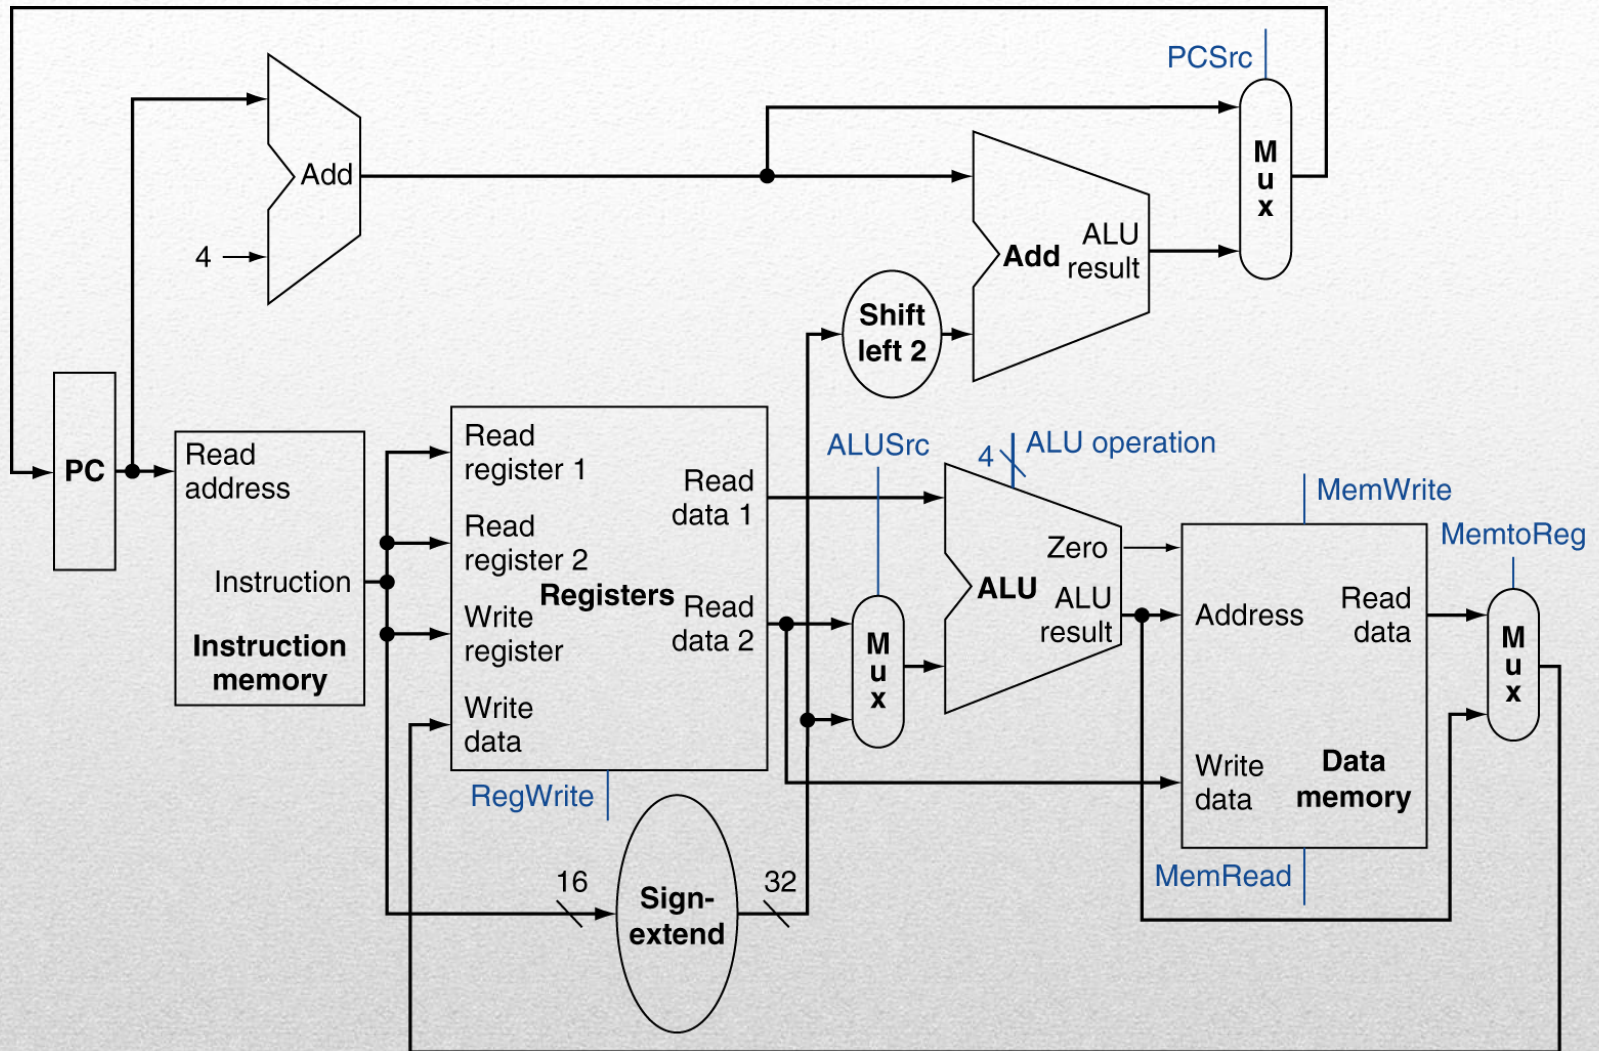 PCSrc
M
u
x
Add
4
ALU
result
Add
Shift
left 2
PC
Read
address
Instruction
Instruction
memory
Read
register 1
Read
register 2
Write
register
Write
data
Registers
Read
data 1
Read
data 2
RegWrite
16
Sign-
extend
32
ALUSrc
M
u
x
4
ALU operation
Zero
ALU
ALU
result
MemWrite
Address
Read
data
Write
data
Data
memory
MemRead
MemtoReg
M
u
x